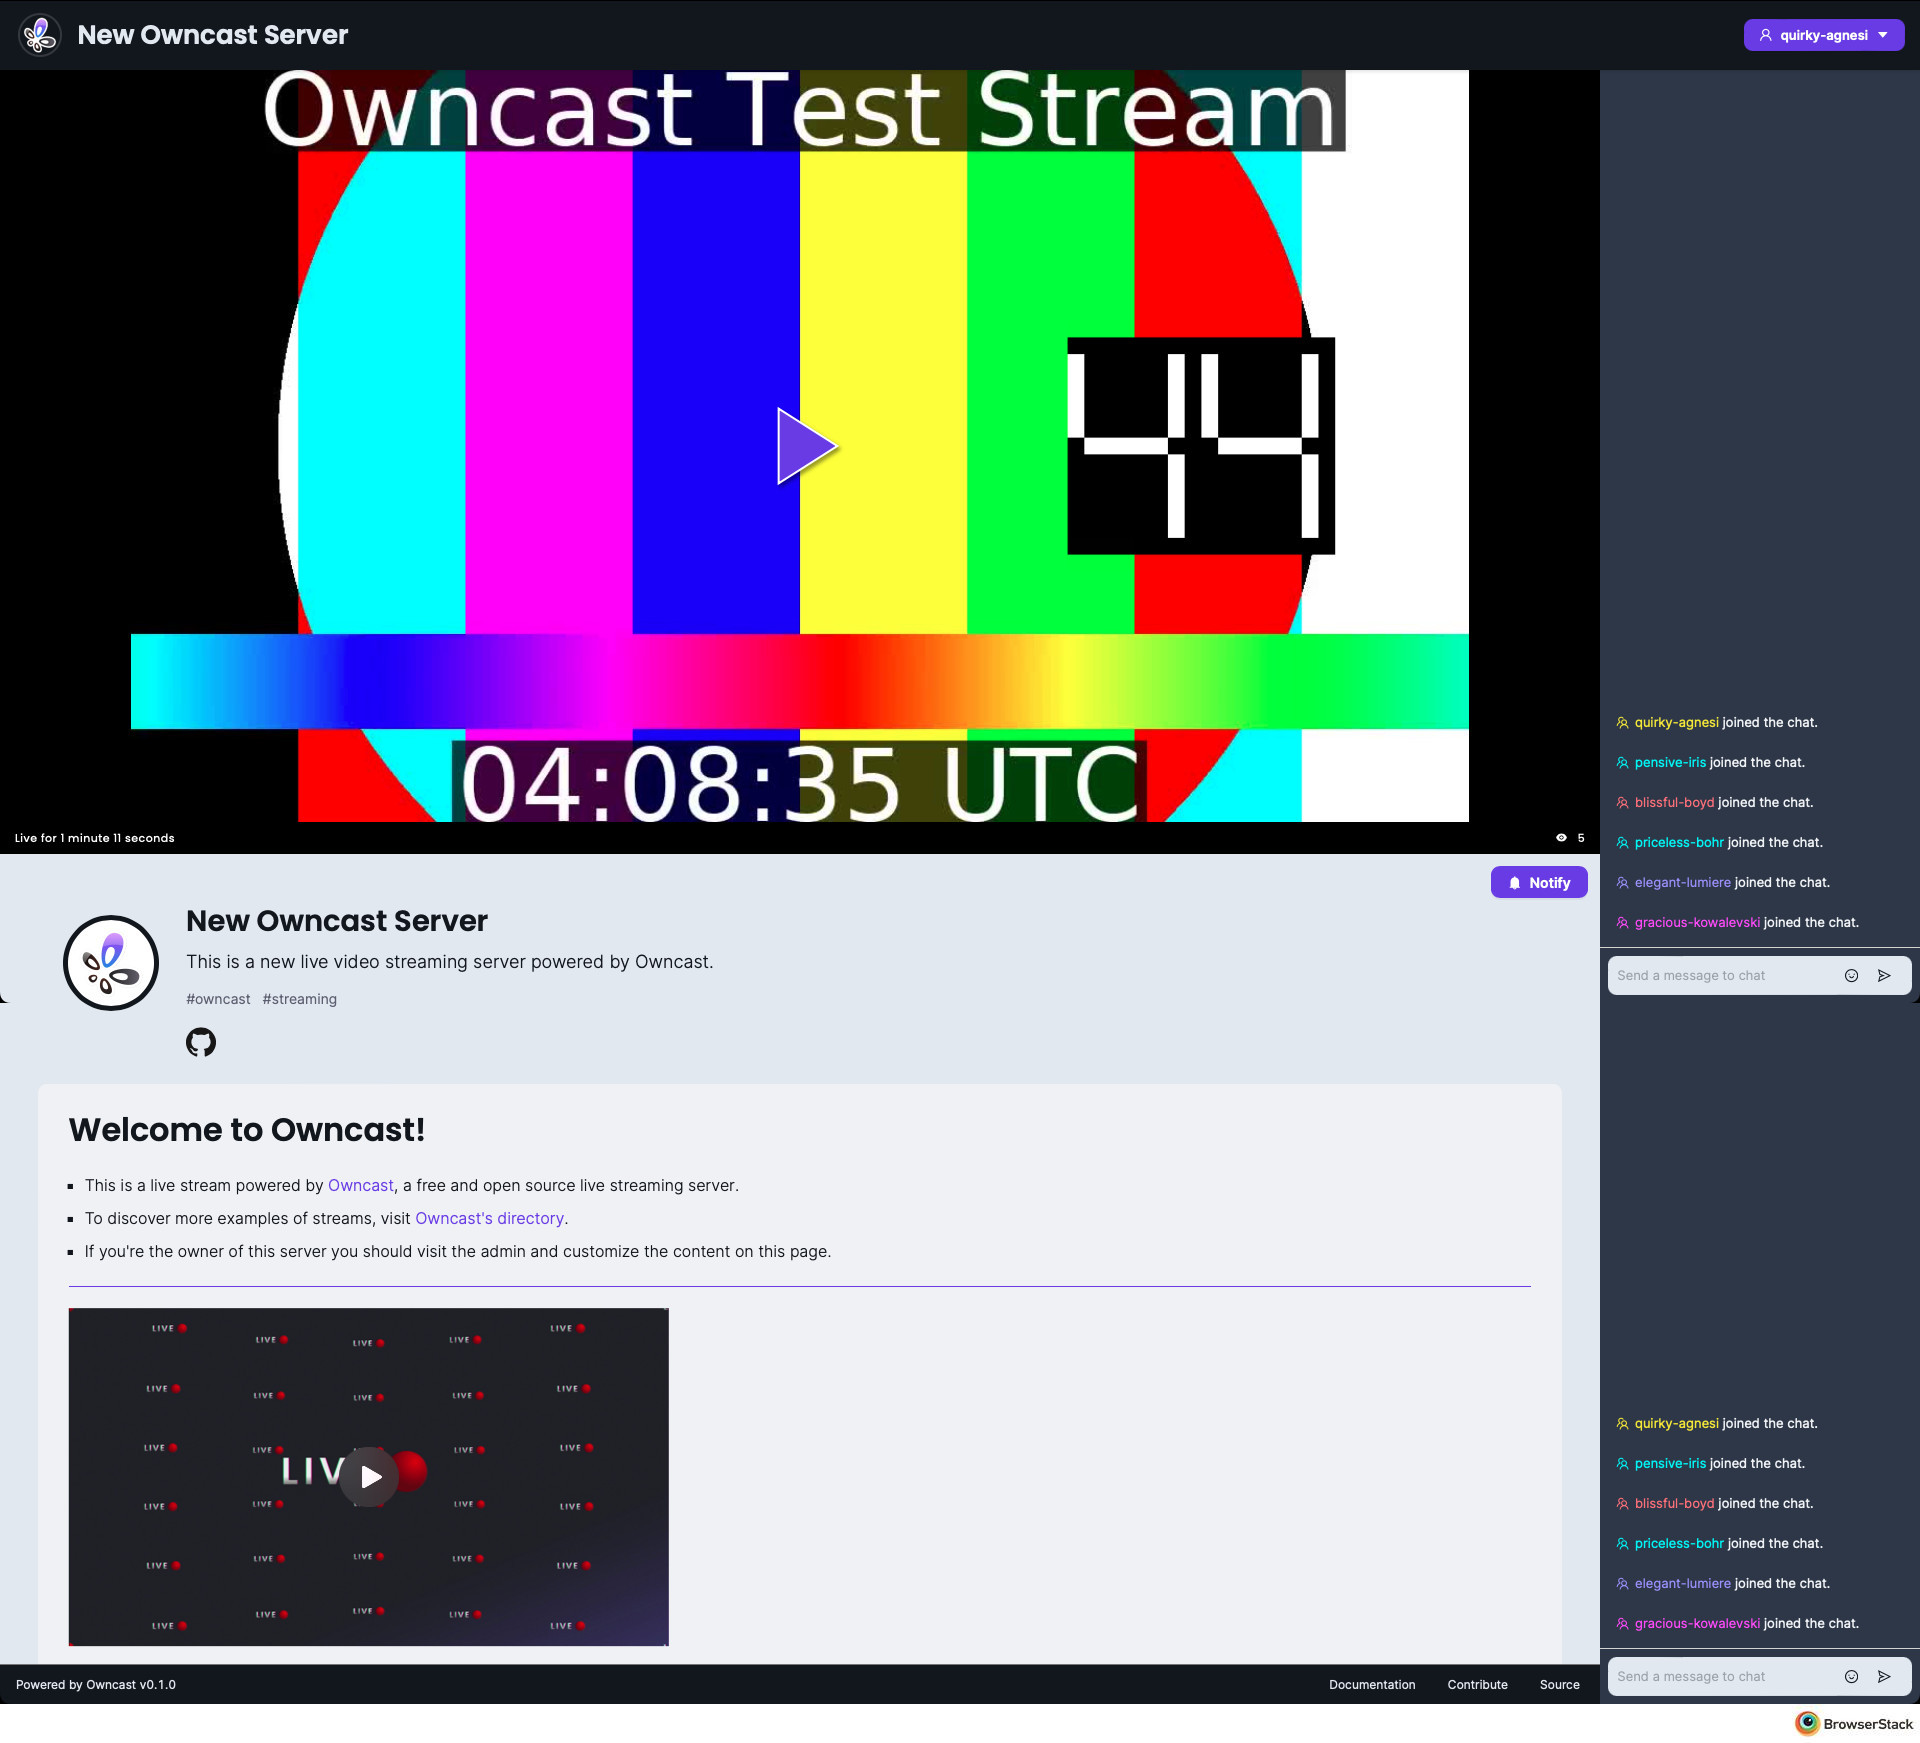 New Owncast Server
quirky-agnesi
Owncast Test Stream
44
04:08:35 UTC
Live for 1 minute 11 seconds
5
quirky-agnesi joined the chat.
pensive-iris joined the chat.
blissful-boyd joined the chat.
priceless-bohr joined the chat.
elegant-lumiere joined the chat.
gracious-kowalevski joined the chat.
Send a message to chat
Notify
New Owncast Server
This is a new live video streaming server powered by Owncast.
#owncast #streaming
Welcome to Owncast!
This is a live stream powered by Owncast, a free and open source live streaming server.
To discover more examples of streams, visit Owncast's directory.
If you're the owner of this server you should visit the admin and customize the content on this page.
LIVE LIVE LIVE LIVE LIVE
LIVE LIVE LIVE LIVE LIVE
LIVE LIVE LIVE LIVE
LIV
LIVE LIVE LIVE LIVE
LIVE LIVE LIVE LIVE LIVE
LIVE LIVE LIVE LIVE LIVE
quirky-agnesi joined the chat.
pensive-iris joined the chat.
blissful-boyd joined the chat.
priceless-bohr joined the chat.
elegant-lumiere joined the chat.
gracious-kowalevski joined the chat.
Send a message to chat
Powered by Owncast v0.1.0
Documentation Contribute Source
BrowserStack